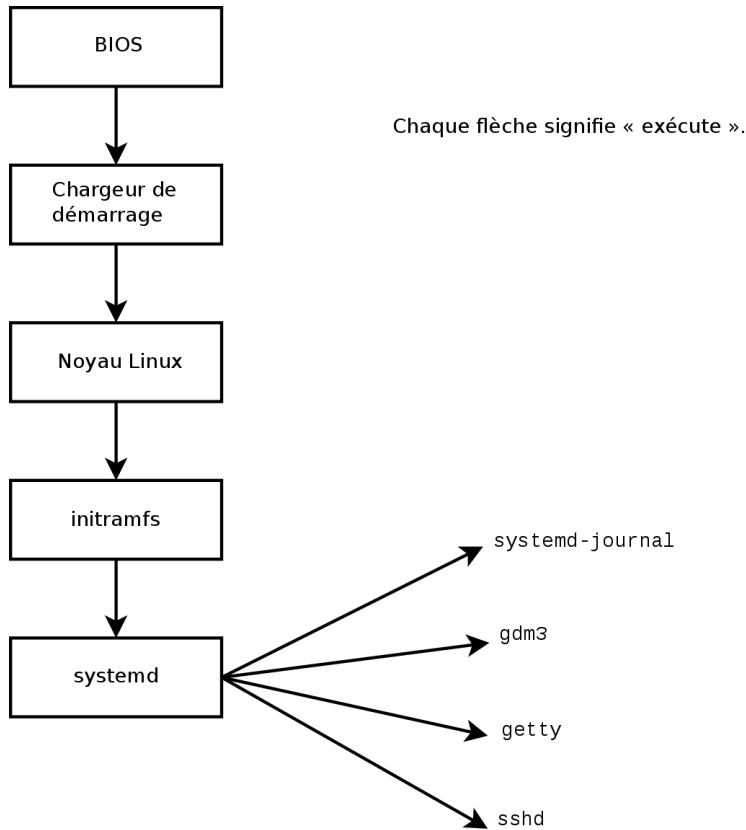 BIOS
Chaque flèche signifie « exécute ».
Chargeur de
démarrage
Noyau Linux
initramfs
systemd-journal
gdm3
systemd
getty
sshd